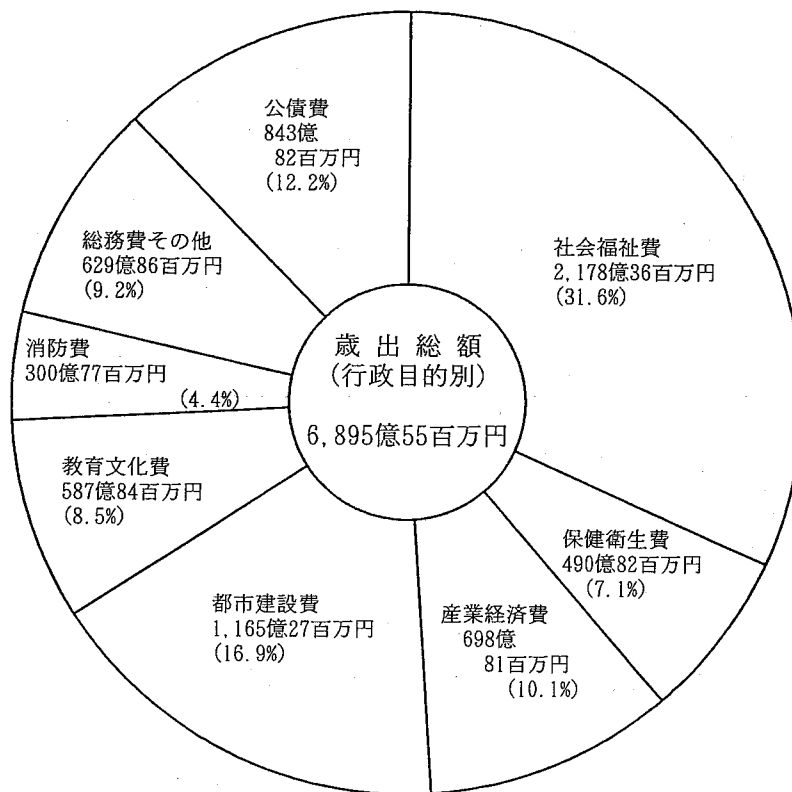 公債費
843億
82百万円
(12.2%)
総務費その他
629億86百万円
(9.2%)
消防費
300億77百万円
(4.4%)
教育文化費
587億84百万円
(8.5%)
都市建設費
1,165億27百万円
(16.9%)
産業経済費
698億
81百万円
(10.1%)
保健衛生費
490億82百万円
(7.1%)
社会福祉費
2,178億36百万円
(31.6%)
歳出総額
(行政目的別)
6,895億55百万円